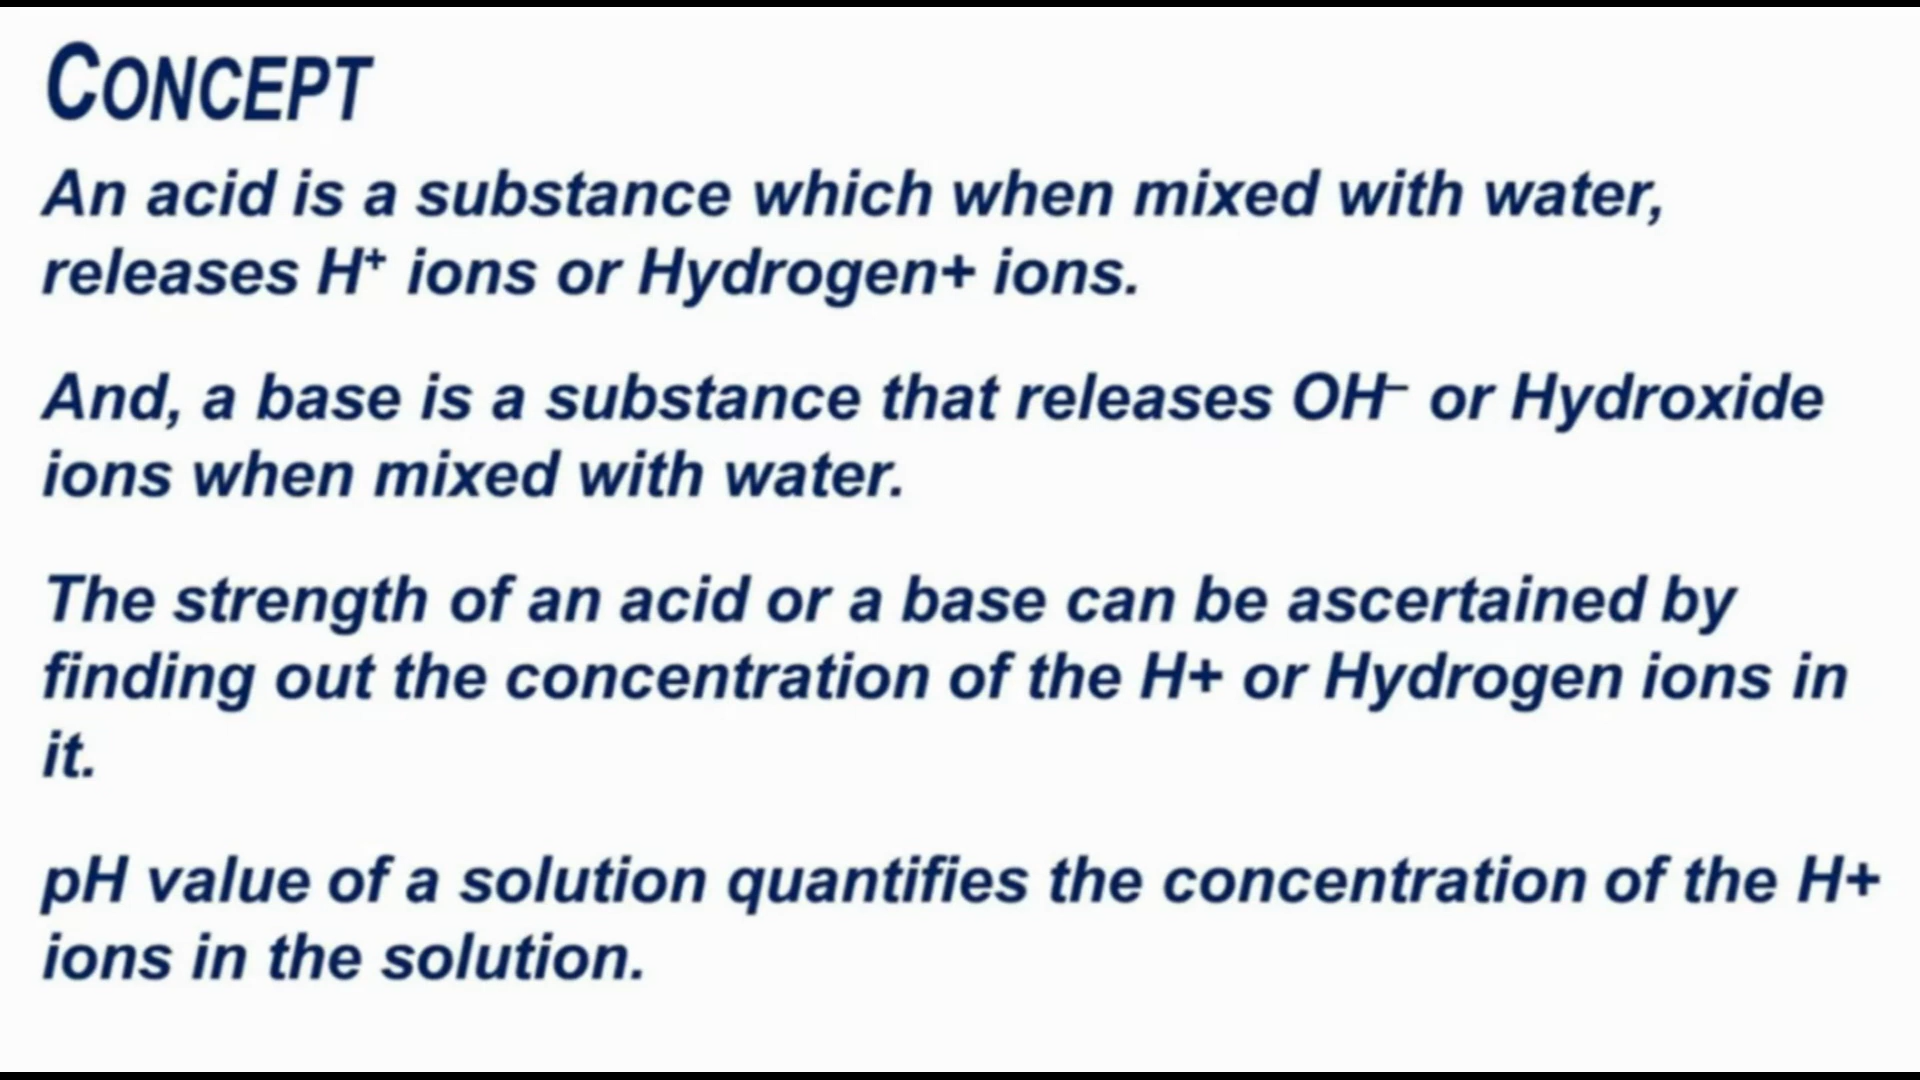 CONCEPT
An acid is a substance which when mixed with water,
releases H⁺ ions or Hydrogen+ ions.
And, a base is a substance that releases OH⁻ or Hydroxide
ions when mixed with water.
The strength of an acid or a base can be ascertained by
finding out the concentration of the H+ or Hydrogen ions in
it.
pH value of a solution quantifies the concentration of the H+
ions in the solution.